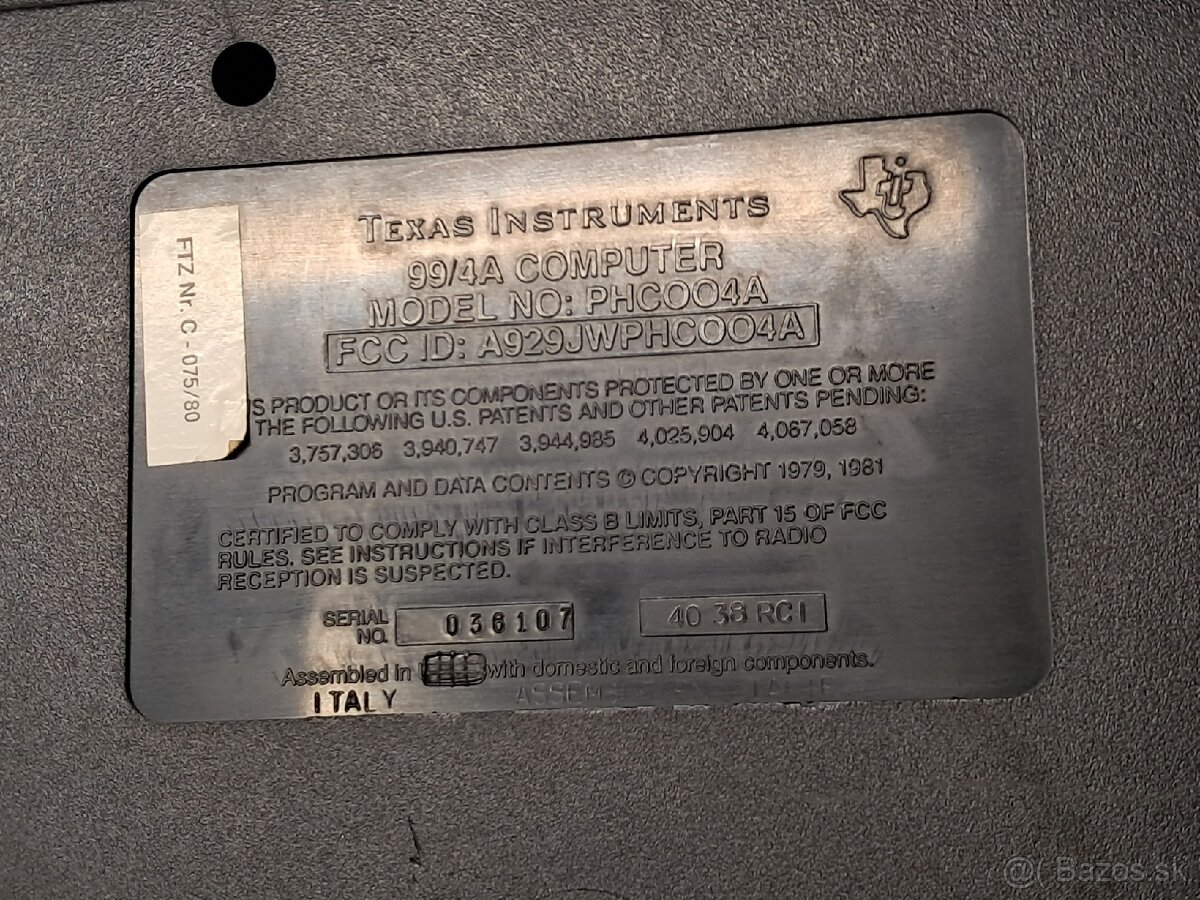 FTZ Nr. C - 075/80
TEXAS INSTRUMENTS
99/4A COMPUTER
MODEL NO: PHC004A
FCC ID: A929JWPHC004A
S PRODUCT OR ITS COMPONENTS PROTECTED BY ONE OR MORE
THE FOLLOWING U.S. PATENTS AND OTHER PATENTS PENDING:
3,757,306 3,940,747 3,944,985 4,025,904 4,067,058
PROGRAM AND DATA CONTENTS © COPYRIGHT 1979, 1981
CERTIFIED TO COMPLY WITH CLASS B LIMITS, PART 15 OF FCC
RULES. SEE INSTRUCTIONS IF INTERFERENCE TO RADIO
RECEPTION IS SUSPECTED.
SERIAL
NO. 036107 40 38 RCI
Assembled in with domestic and foreign components.
ITALY
@( Bazos.sk